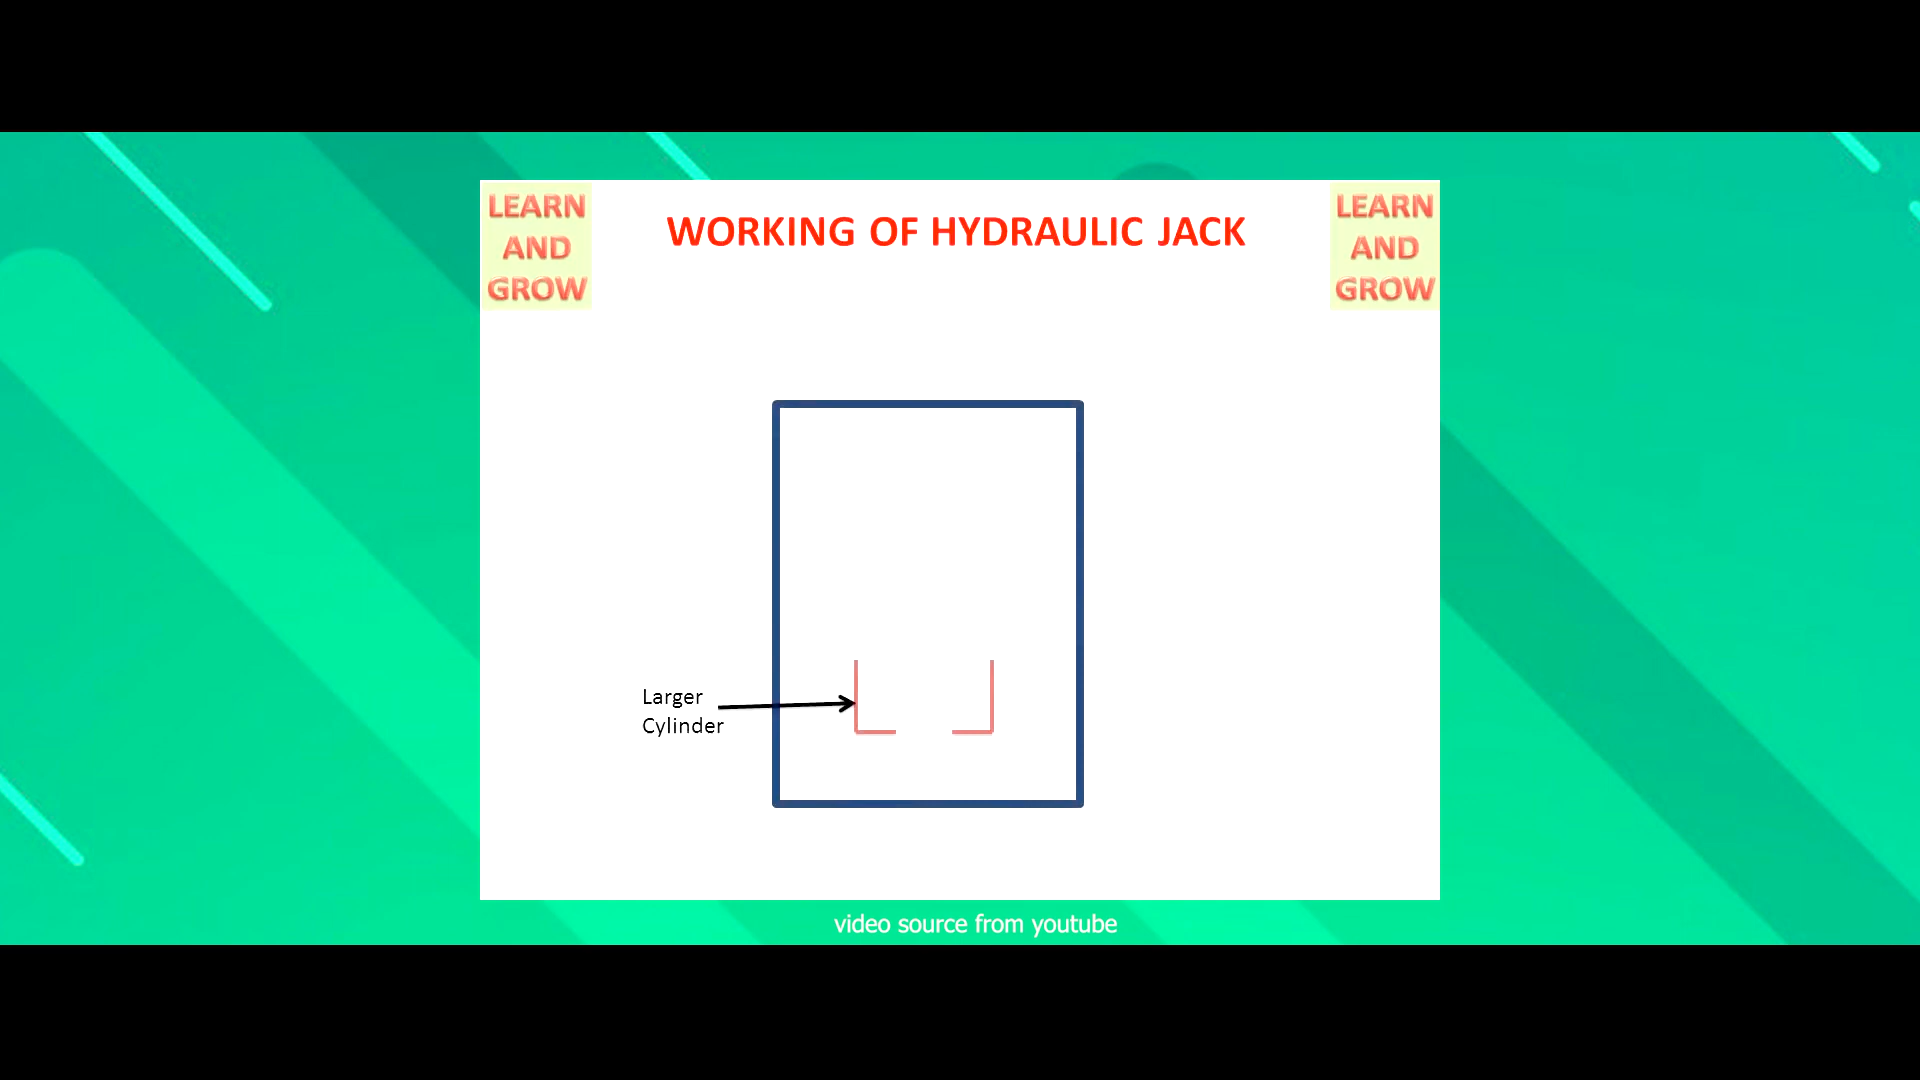 LEARN
AND
GROW
WORKING OF HYDRAULIC JACK
LEARN
AND
GROW
Larger
Cylinder
video source from youtube